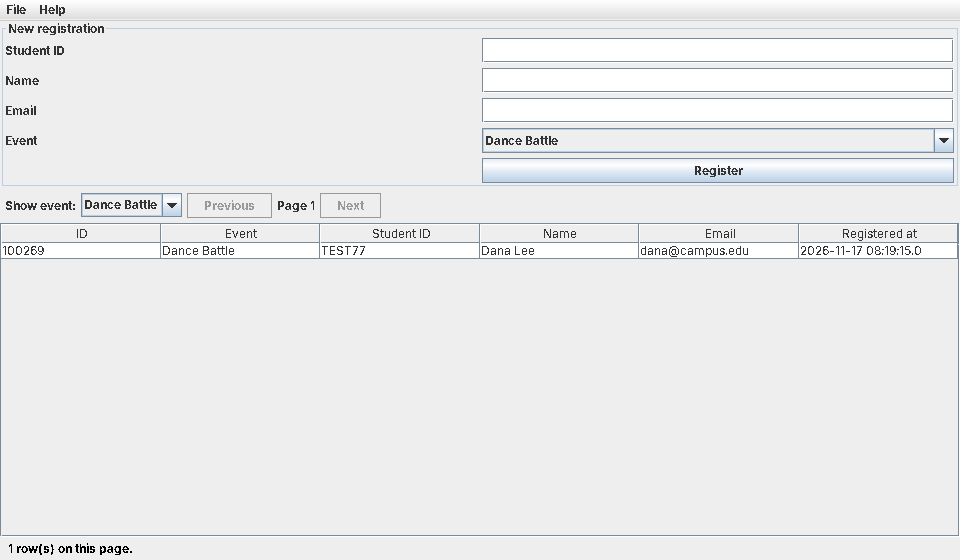 File Help
New registration
Student ID
Name
Email
Event Dance Battle
Register
Show event: Dance Battle Previous Page 1 Next
ID Event Student ID Name Email Registered at
100269 Dance Battle TEST77 Dana Lee dana@campus.edu 2026-11-17 08:19:15.0
1 row(s) on this page.